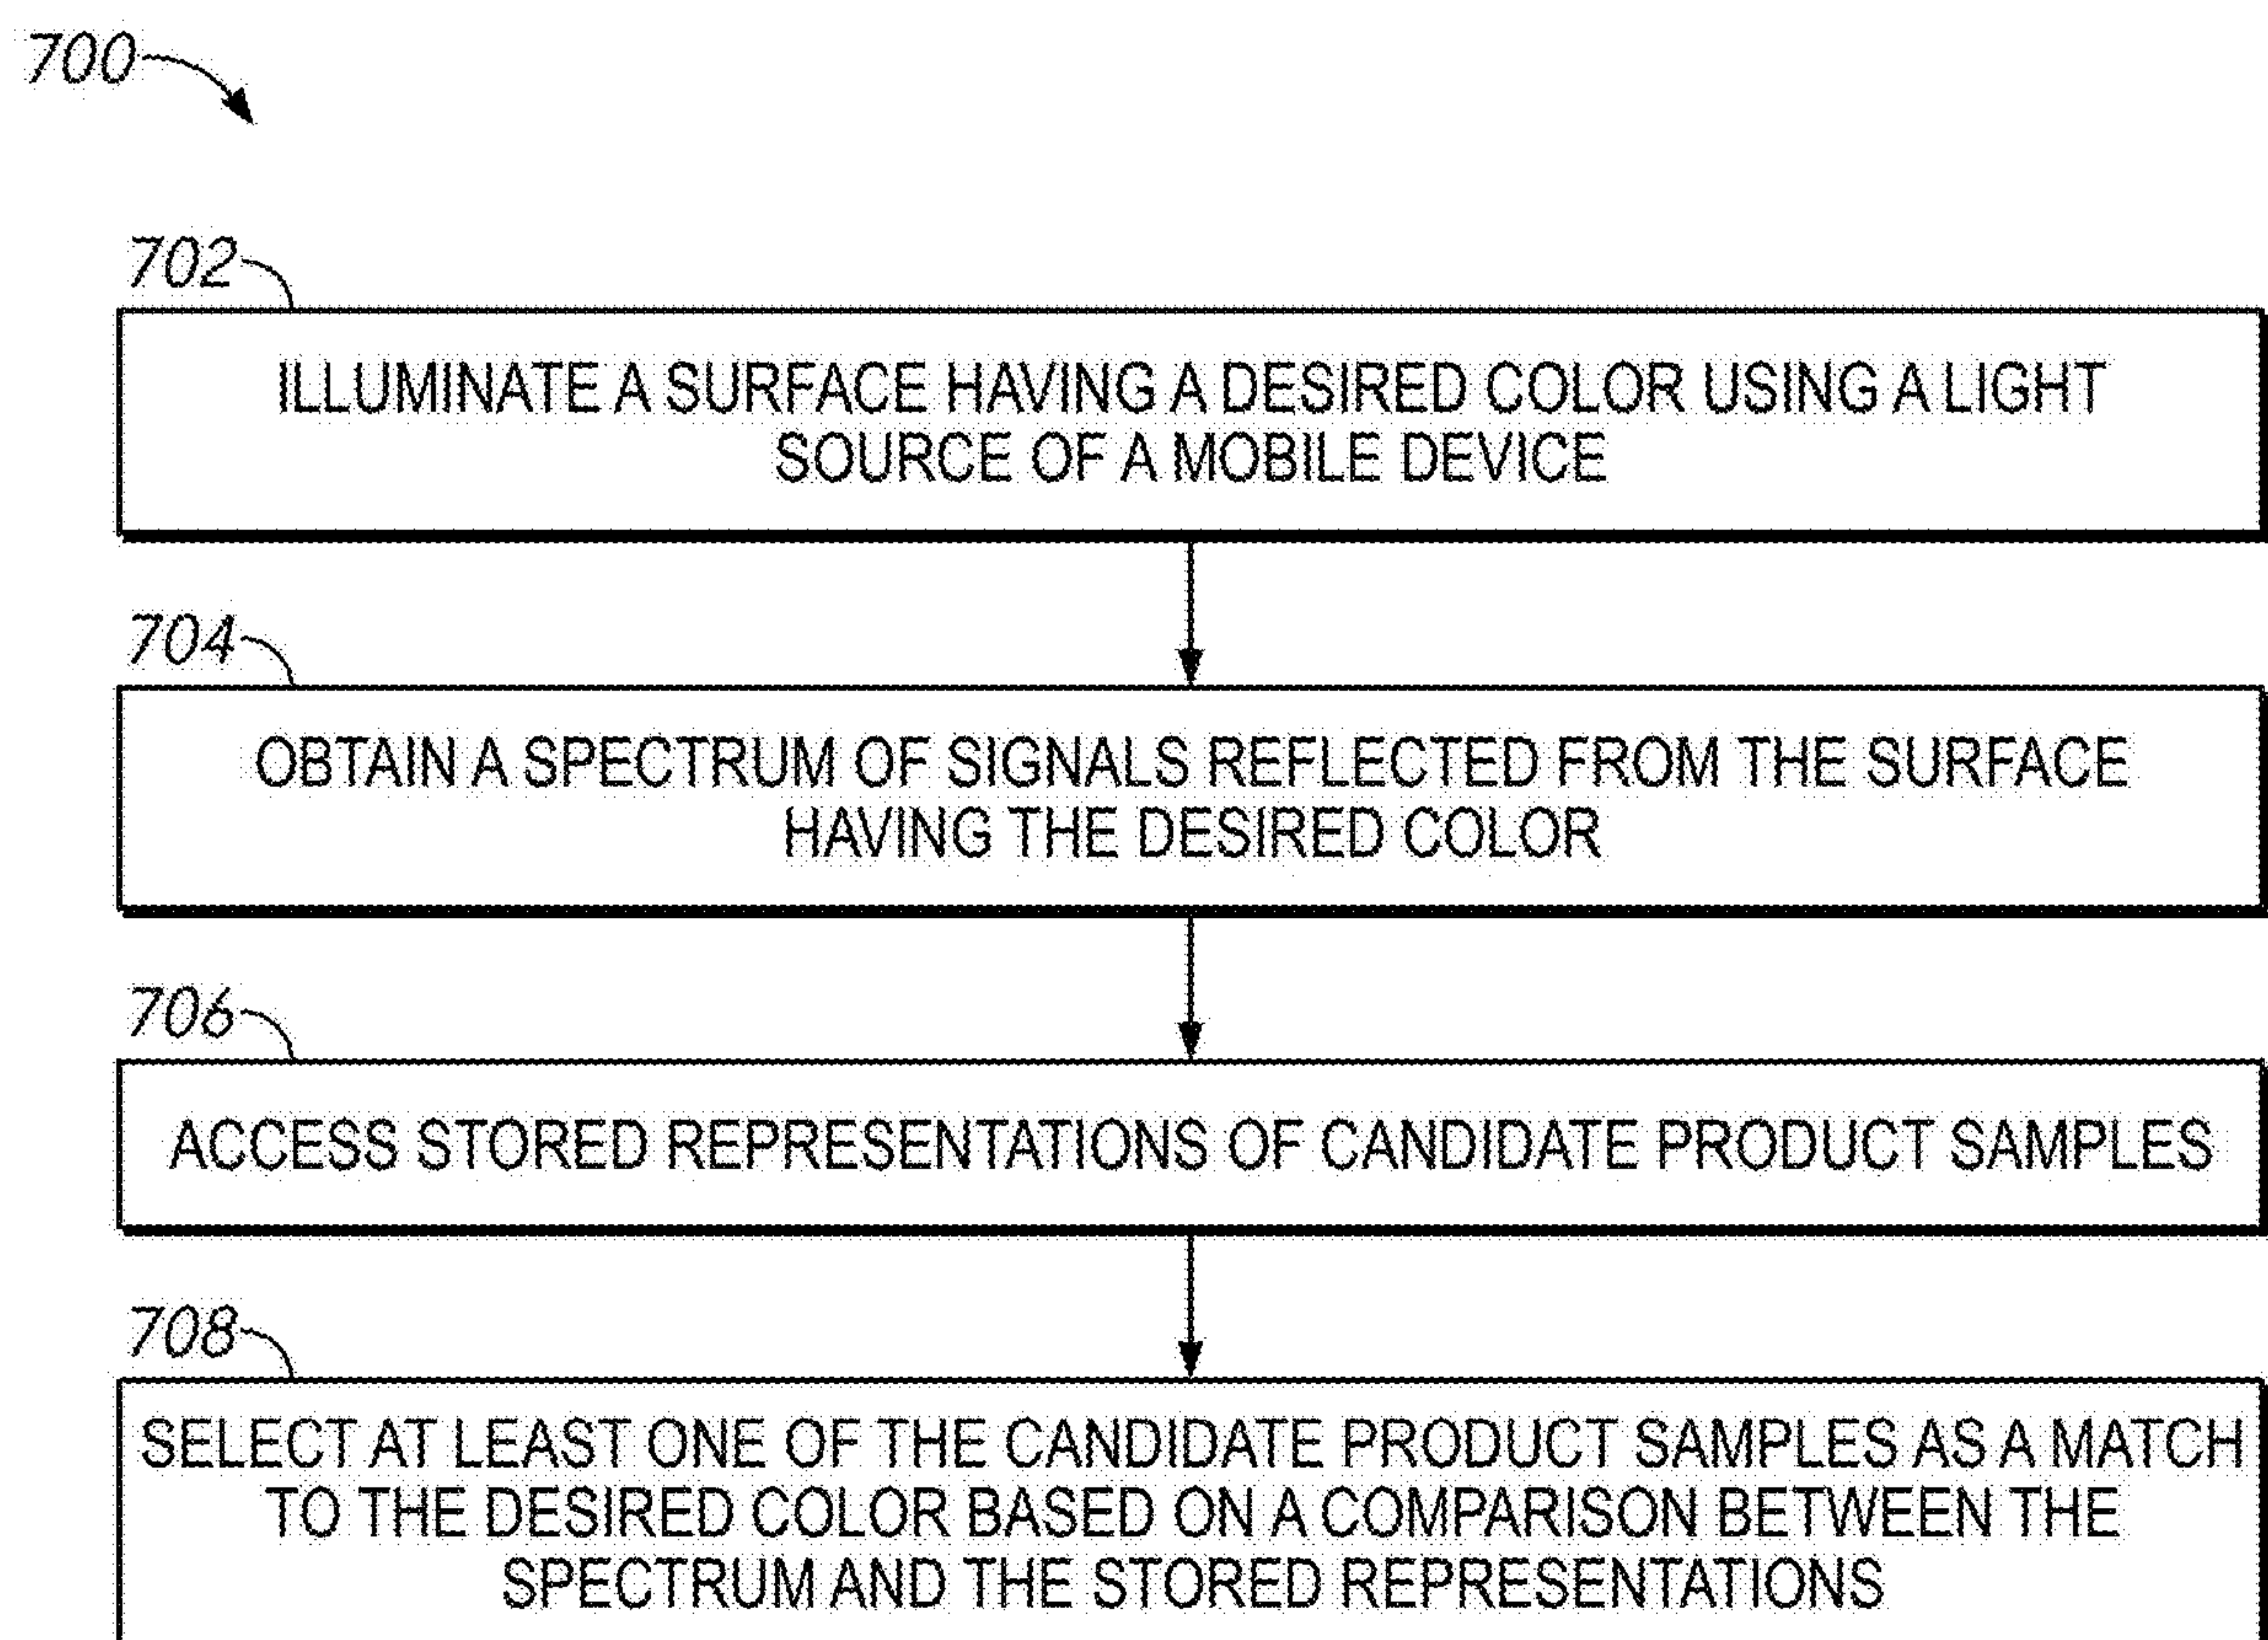 700
702
ILLUMINATE A SURFACE HAVING A DESIRED COLOR USING A LIGHT
SOURCE OF A MOBILE DEVICE
704
OBTAIN A SPECTRUM OF SIGNALS REFLECTED FROM THE SURFACE
HAVING THE DESIRED COLOR
706
ACCESS STORED REPRESENTATIONS OF CANDIDATE PRODUCT SAMPLES
708
SELECT AT LEAST ONE OF THE CANDIDATE PRODUCT SAMPLES AS A MATCH
TO THE DESIRED COLOR BASED ON A COMPARISON BETWEEN THE
SPECTRUM AND THE STORED REPRESENTATIONS